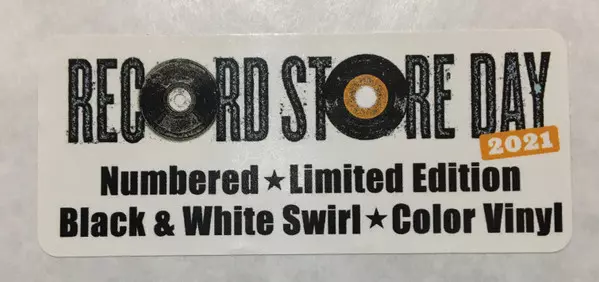 RECORD STORE DAY
2021
Numbered ★ Limited Edition
Black & White Swirl ★ Color Vinyl